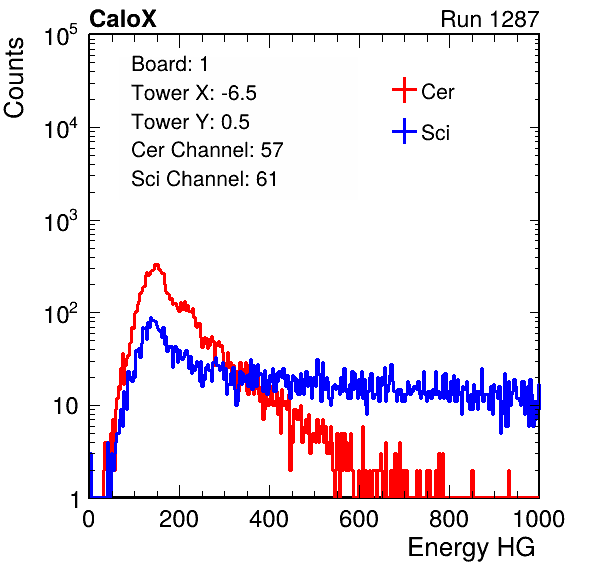 CaloX Run 1287
Counts
10^5
10^4
10^3
10^2
10
1
Board: 1
Tower X: -6.5
Tower Y: 0.5
Cer Channel: 57
Sci Channel: 61
Cer
Sci
0 200 400 600 800 1000
Energy HG